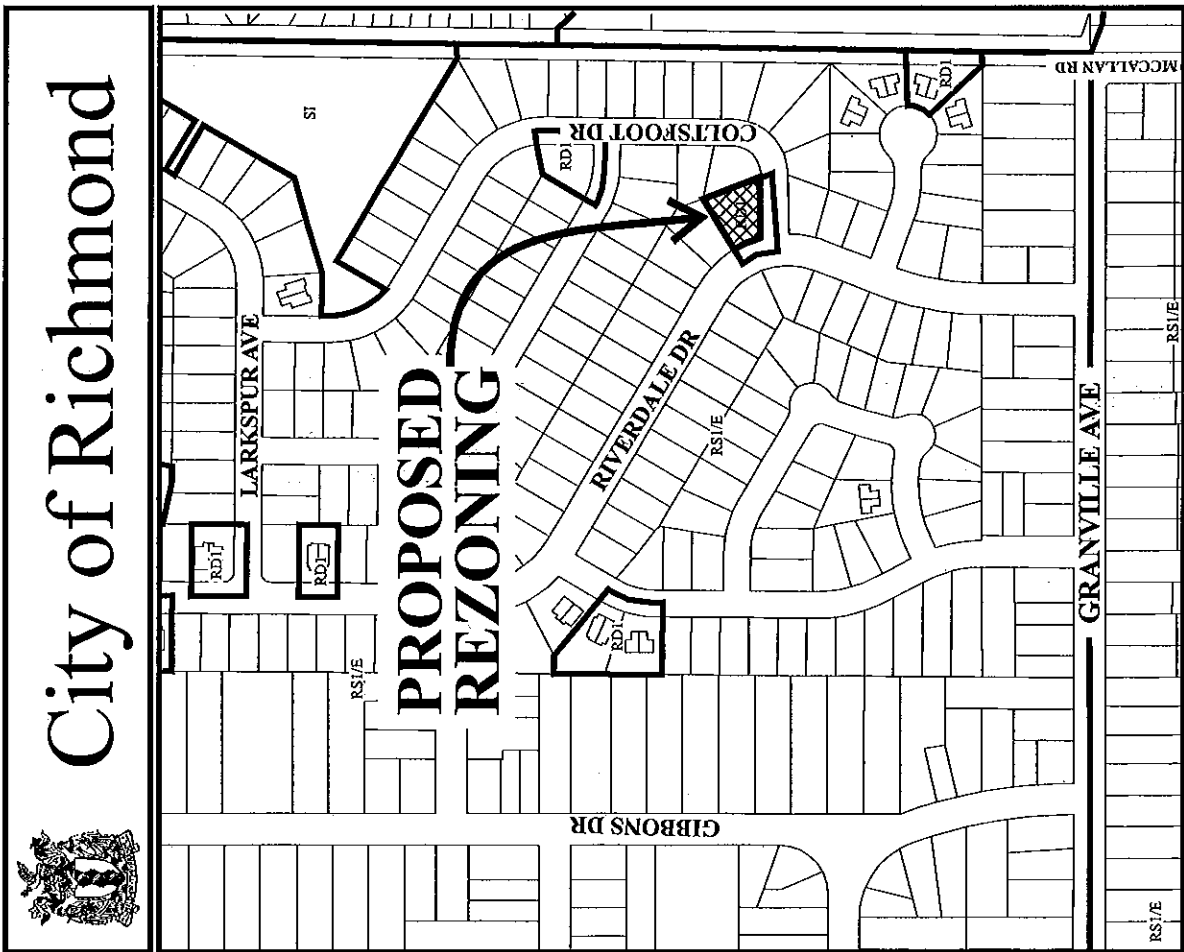 City of Richmond
SI
LARKSPUR AVE
COLTSFOOT DR
RD1
RD1
MCCALLAN RD
PROPOSED
REZONING
RIVERDALE DR
RS1/E
RD1
RD1
RD1
RS1/E
GIBBONS DR
GRANVILLE AVE
RS1/E
RS1/E